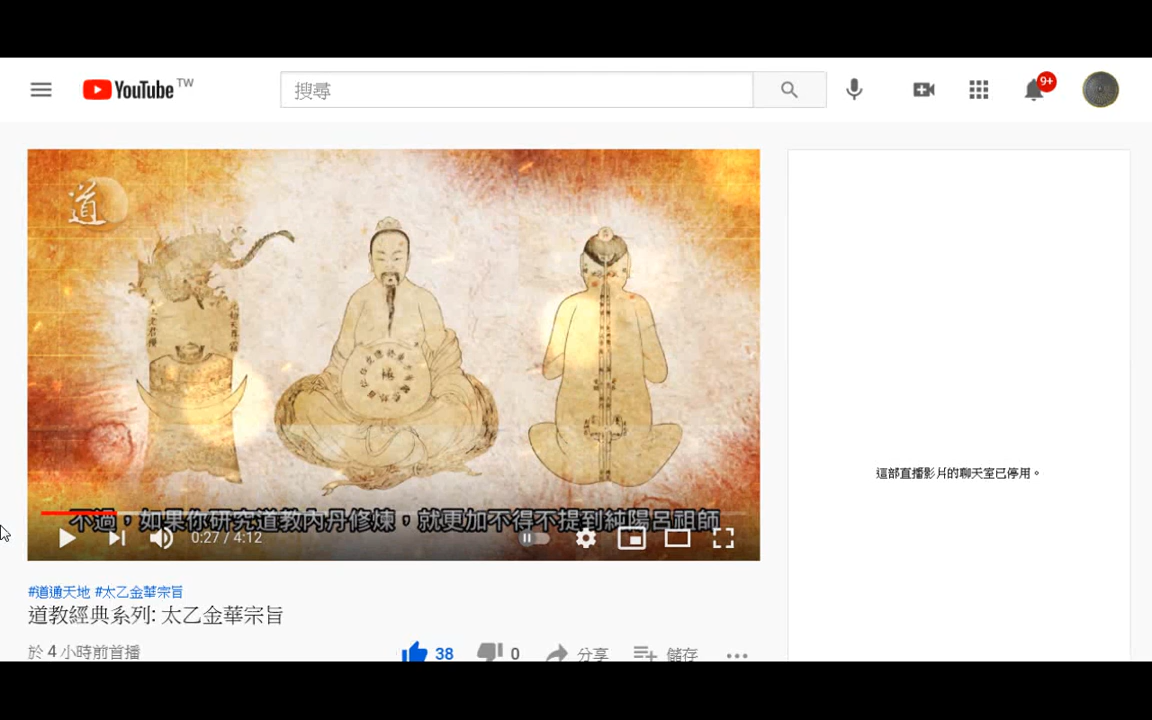 YouTube TW
搜尋
9+
道
不過，如果你研究道教內丹修煉，就更加不得不提到純陽呂祖師
0:27 / 4:12
這部直播影片的聊天室已停用。
#道通天地 #太乙金華宗旨
道教經典系列: 太乙金華宗旨
於 4 小時前首播
38
0
分享
儲存